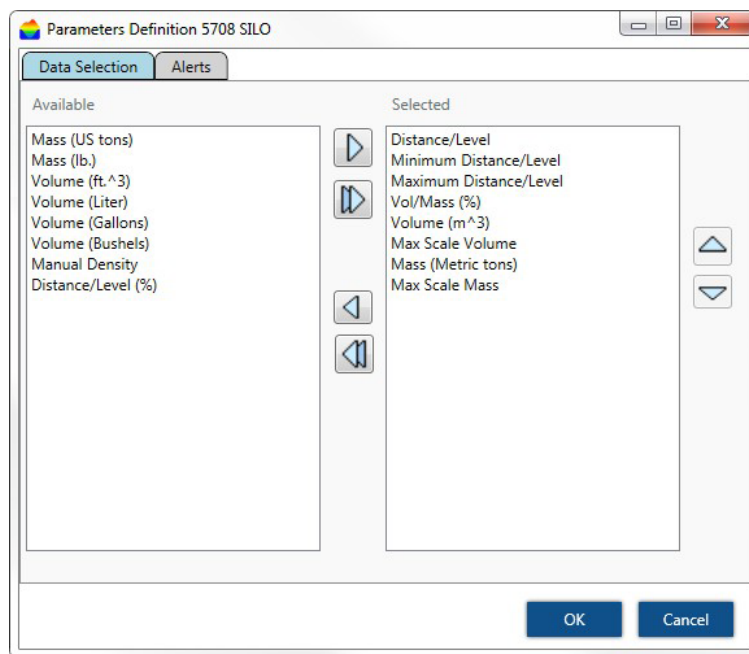 Parameters Definition 5708 SILO
Data Selection
Alerts
Available
Selected
Mass (US tons)
Mass (lb.)
Volume (ft.^3)
Volume (Liter)
Volume (Gallons)
Volume (Bushels)
Manual Density
Distance/Level (%)
Distance/Level
Minimum Distance/Level
Maximum Distance/Level
Vol/Mass (%)
Volume (m^3)
Max Scale Volume
Mass (Metric tons)
Max Scale Mass
OK
Cancel